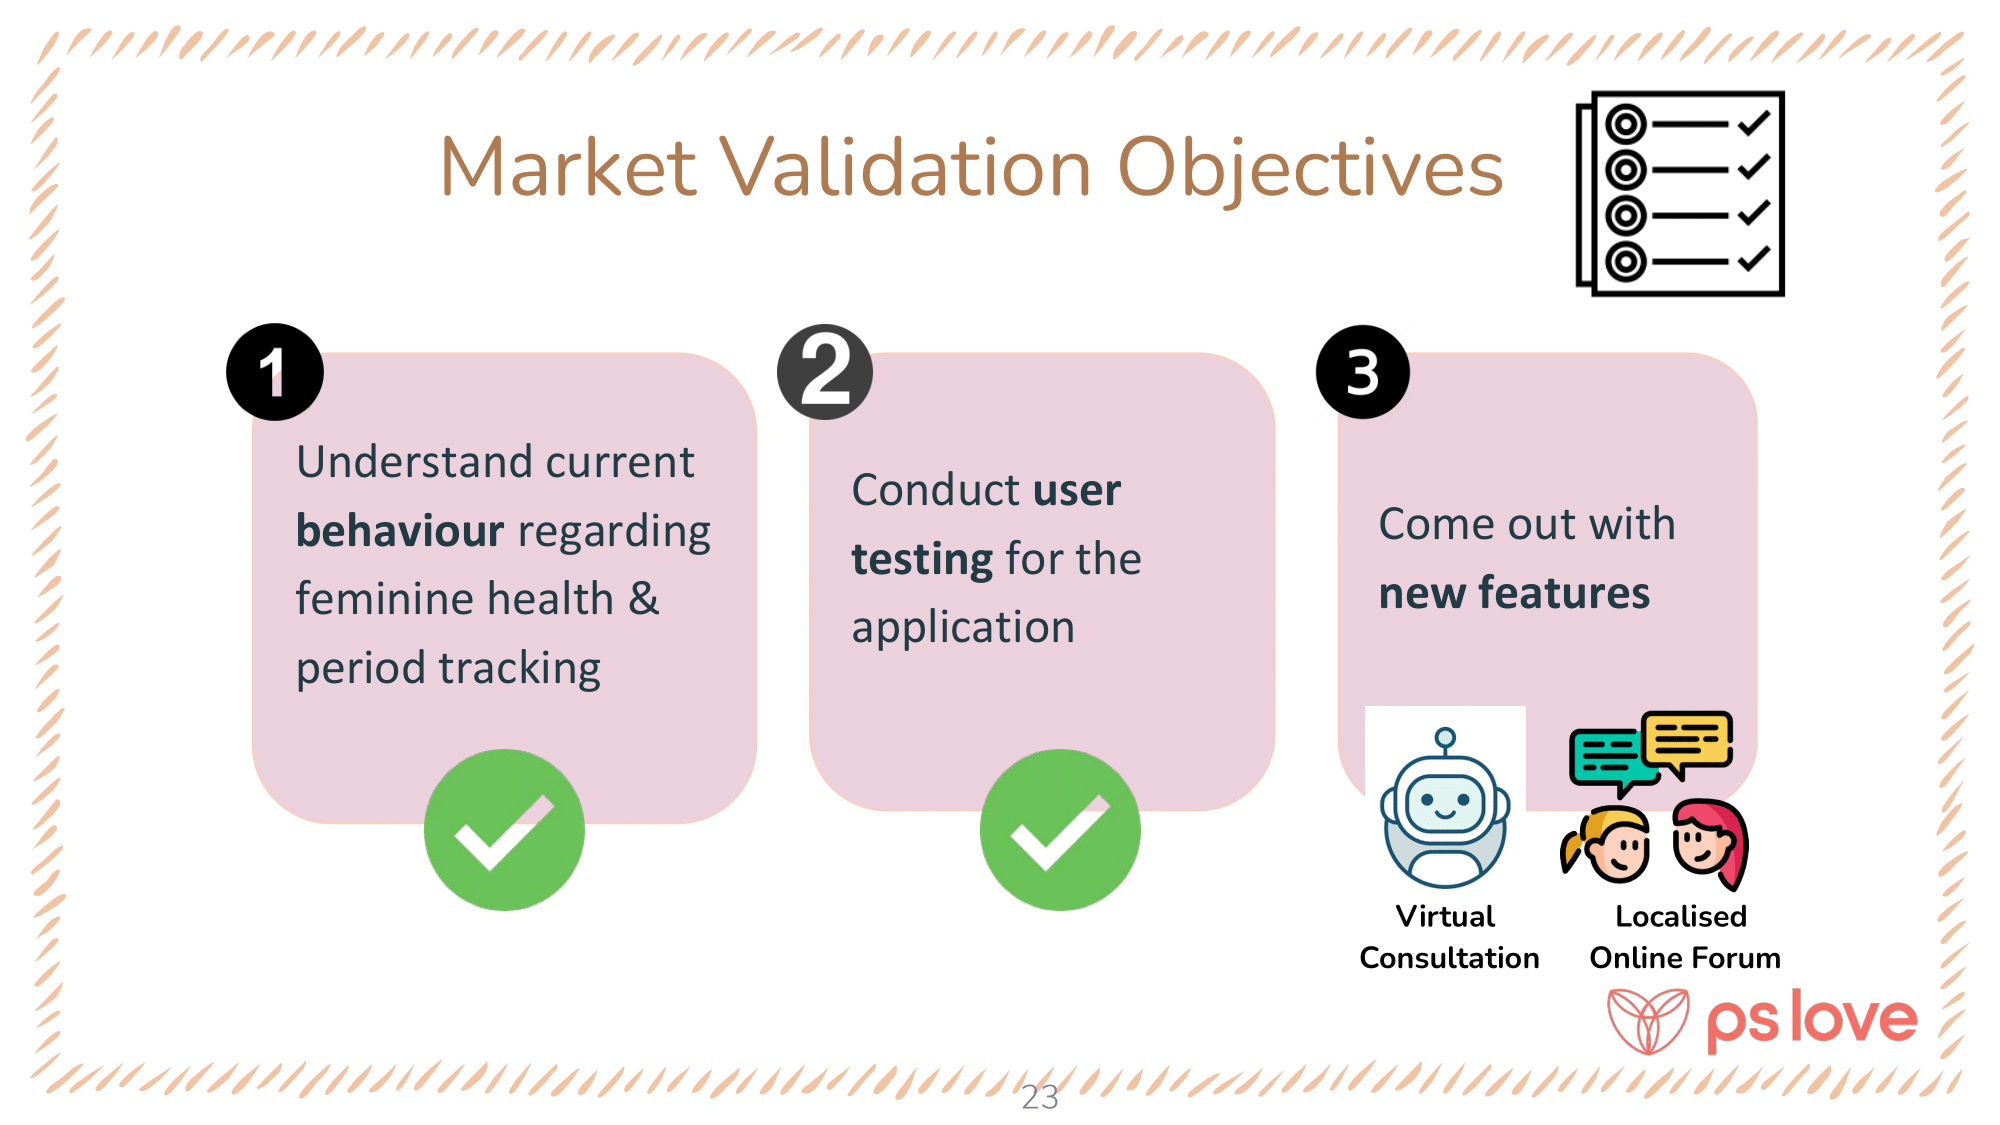 Market Validation Objectives
1
Understand current
behaviour regarding
feminine health &
period tracking
2
Conduct user
testing for the
application
3
Come out with
new features
Virtual
Consultation
Localised
Online Forum
ps love
23